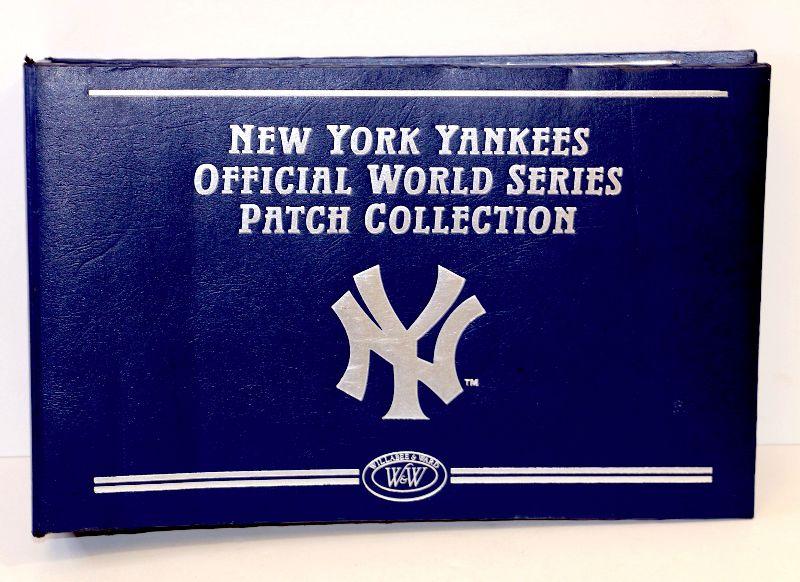 NEW YORK YANKEES
OFFICIAL WORLD SERIES
PATCH COLLECTION
NY
TM
WILLABEE & WARD
W&W